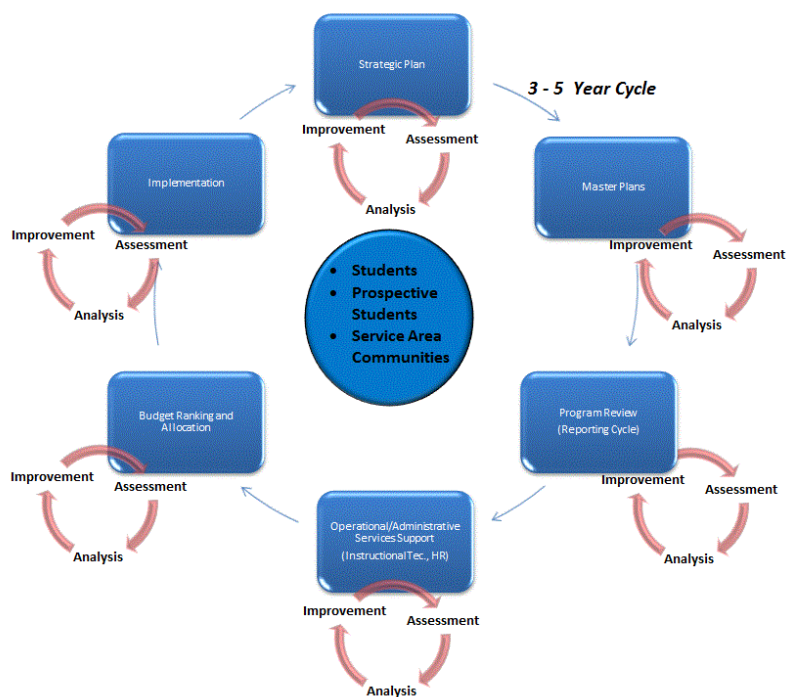 Strategic Plan
3 - 5 Year Cycle
Improvement
Assessment
Analysis
Master Plans
Improvement
Assessment
Analysis
Program Review
(Reporting Cycle)
Improvement
Assessment
Analysis
Operational/Administrative
Services Support
(Instructional Tec., HR)
Improvement
Assessment
Analysis
Budget Ranking and
Allocation
Improvement
Assessment
Analysis
Implementation
Improvement
Assessment
Analysis
• Students
• Prospective
Students
• Service Area
Communities